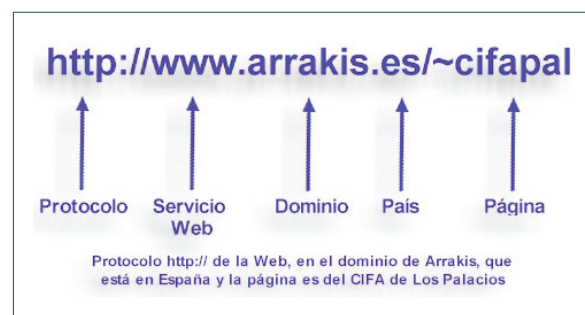 http://www.arrakis.es/~cifapal
Protocolo Servicio Web Dominio País Página
Protocolo http:// de la Web, en el dominio de Arrakis, que
está en España y la página es del CIFA de Los Palacios